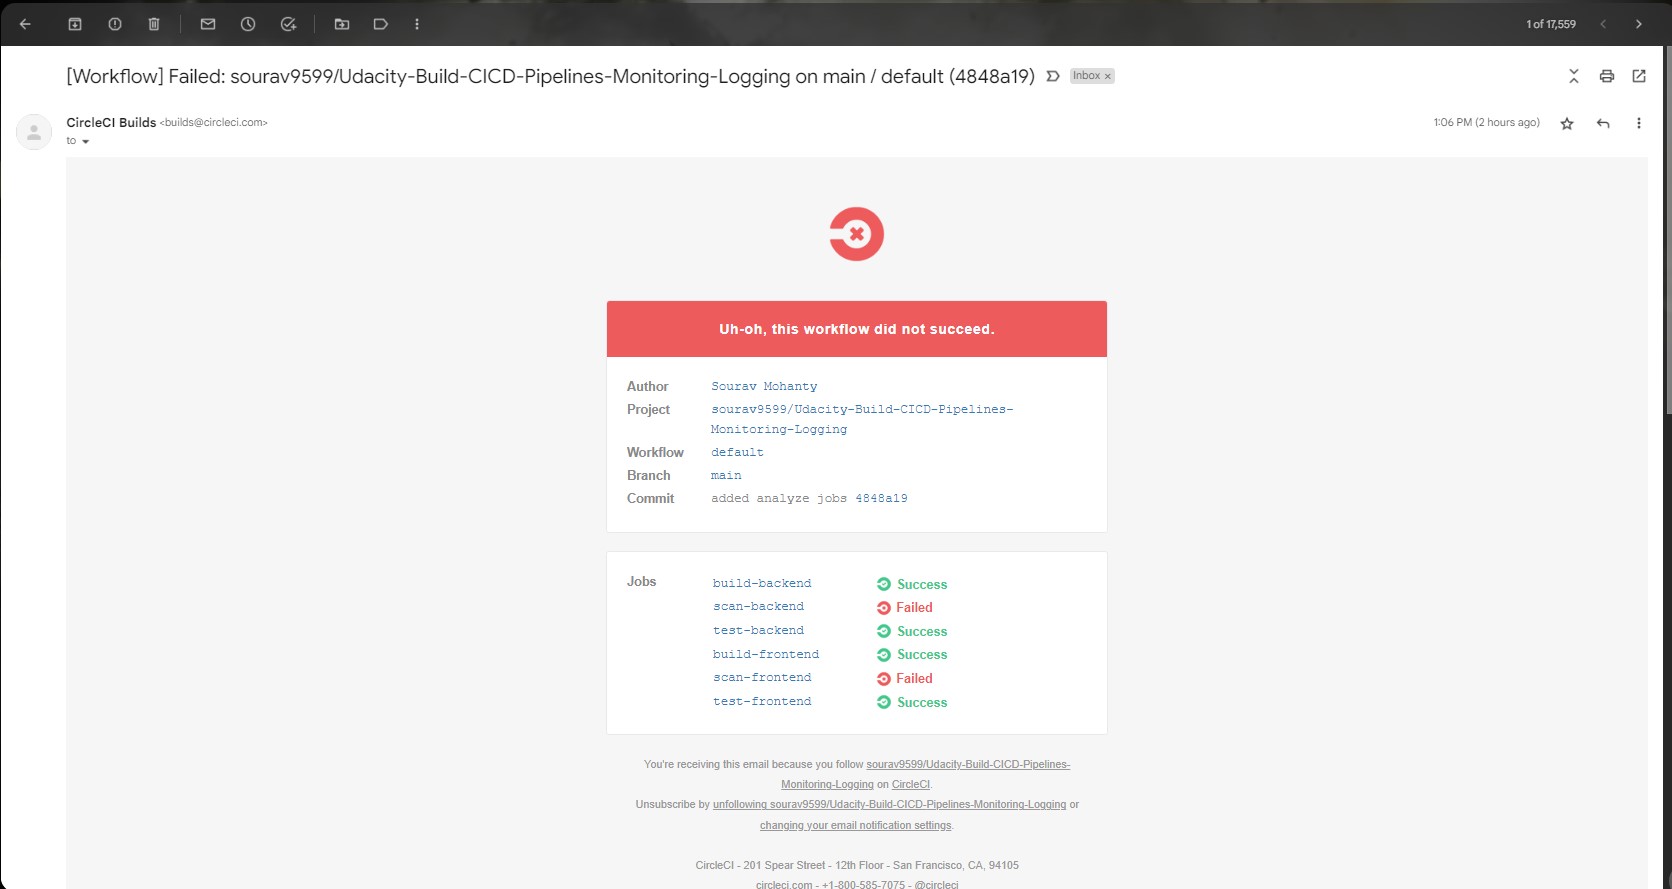 1 of 17,559
[Workflow] Failed: sourav9599/Udacity-Build-CICD-Pipelines-Monitoring-Logging on main / default (4848a19)
Inbox ×
CircleCI Builds <builds@circleci.com>
1:06 PM (2 hours ago)
to
Uh-oh, this workflow did not succeed.
Author Sourav Mohanty
Project sourav9599/Udacity-Build-CICD-Pipelines-
Monitoring-Logging
Workflow default
Branch main
Commit added analyze jobs 4848a19
Jobs build-backend Success
scan-backend Failed
test-backend Success
build-frontend Success
scan-frontend Failed
test-frontend Success
You're receiving this email because you follow sourav9599/Udacity-Build-CICD-Pipelines-
Monitoring-Logging on CircleCI.
Unsubscribe by unfollowing sourav9599/Udacity-Build-CICD-Pipelines-Monitoring-Logging or
changing your email notification settings.
CircleCI - 201 Spear Street - 12th Floor - San Francisco, CA, 94105
circleci.com - +1-800-585-7075 - @circleci